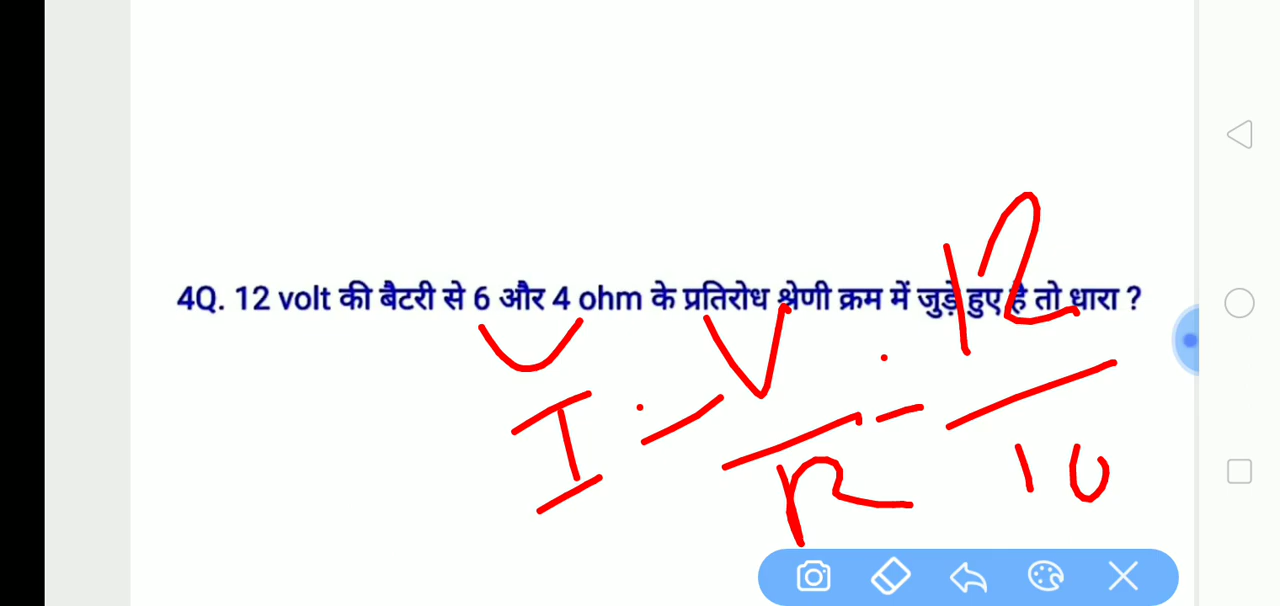 4Q. 12 volt की बैटरी से 6 और 4 ohm के प्रतिरोध श्रेणी क्रम में जुड़े हुए है तो धारा ?
I = V/R = 12/10